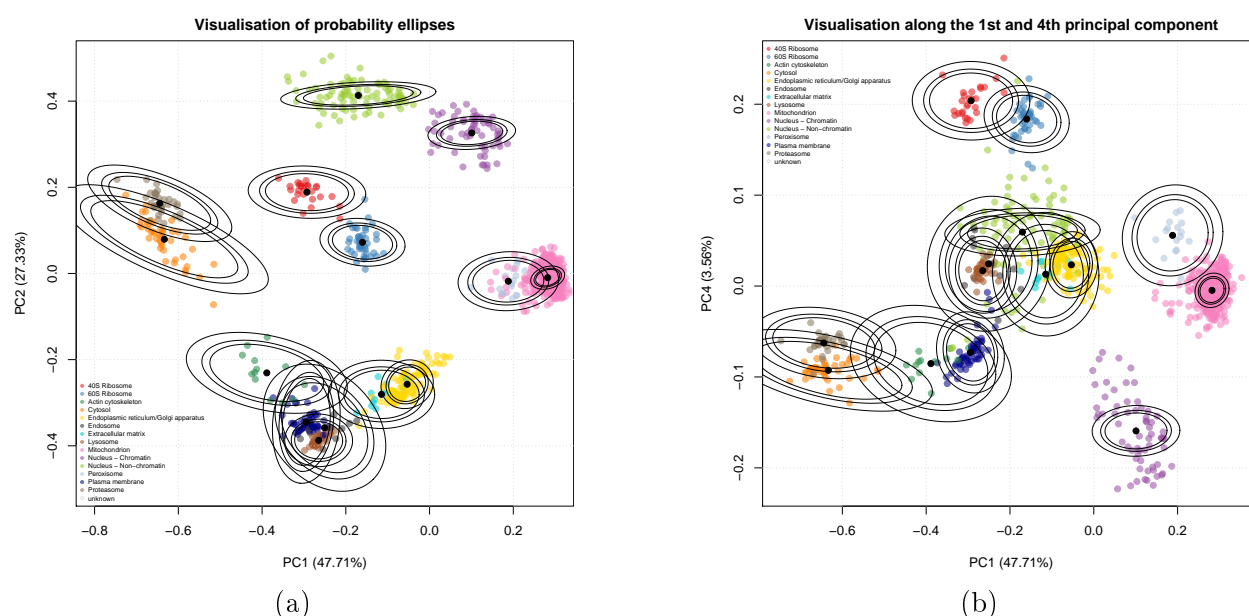 Visualisation of probability ellipses
PC2 (27.33%)
0.4
0.2
0.0
−0.2
−0.4
40S Ribosome
60S Ribosome
Actin cytoskeleton
Cytosol
Endoplasmic reticulum/Golgi apparatus
Endosome
Extracellular matrix
Lysosome
Mitochondrion
Nucleus − Chromatin
Nucleus − Non−chromatin
Peroxisome
Plasma membrane
Proteasome
unknown
−0.8 −0.6 −0.4 −0.2 0.0 0.2
PC1 (47.71%)
(a)
Visualisation along the 1st and 4th principal component
PC4 (3.56%)
0.2
0.1
0.0
−0.1
−0.2
40S Ribosome
60S Ribosome
Actin cytoskeleton
Cytosol
Endoplasmic reticulum/Golgi apparatus
Endosome
Extracellular matrix
Lysosome
Mitochondrion
Nucleus − Chromatin
Nucleus − Non−chromatin
Peroxisome
Plasma membrane
Proteasome
unknown
−0.6 −0.4 −0.2 0.0 0.2
PC1 (47.71%)
(b)